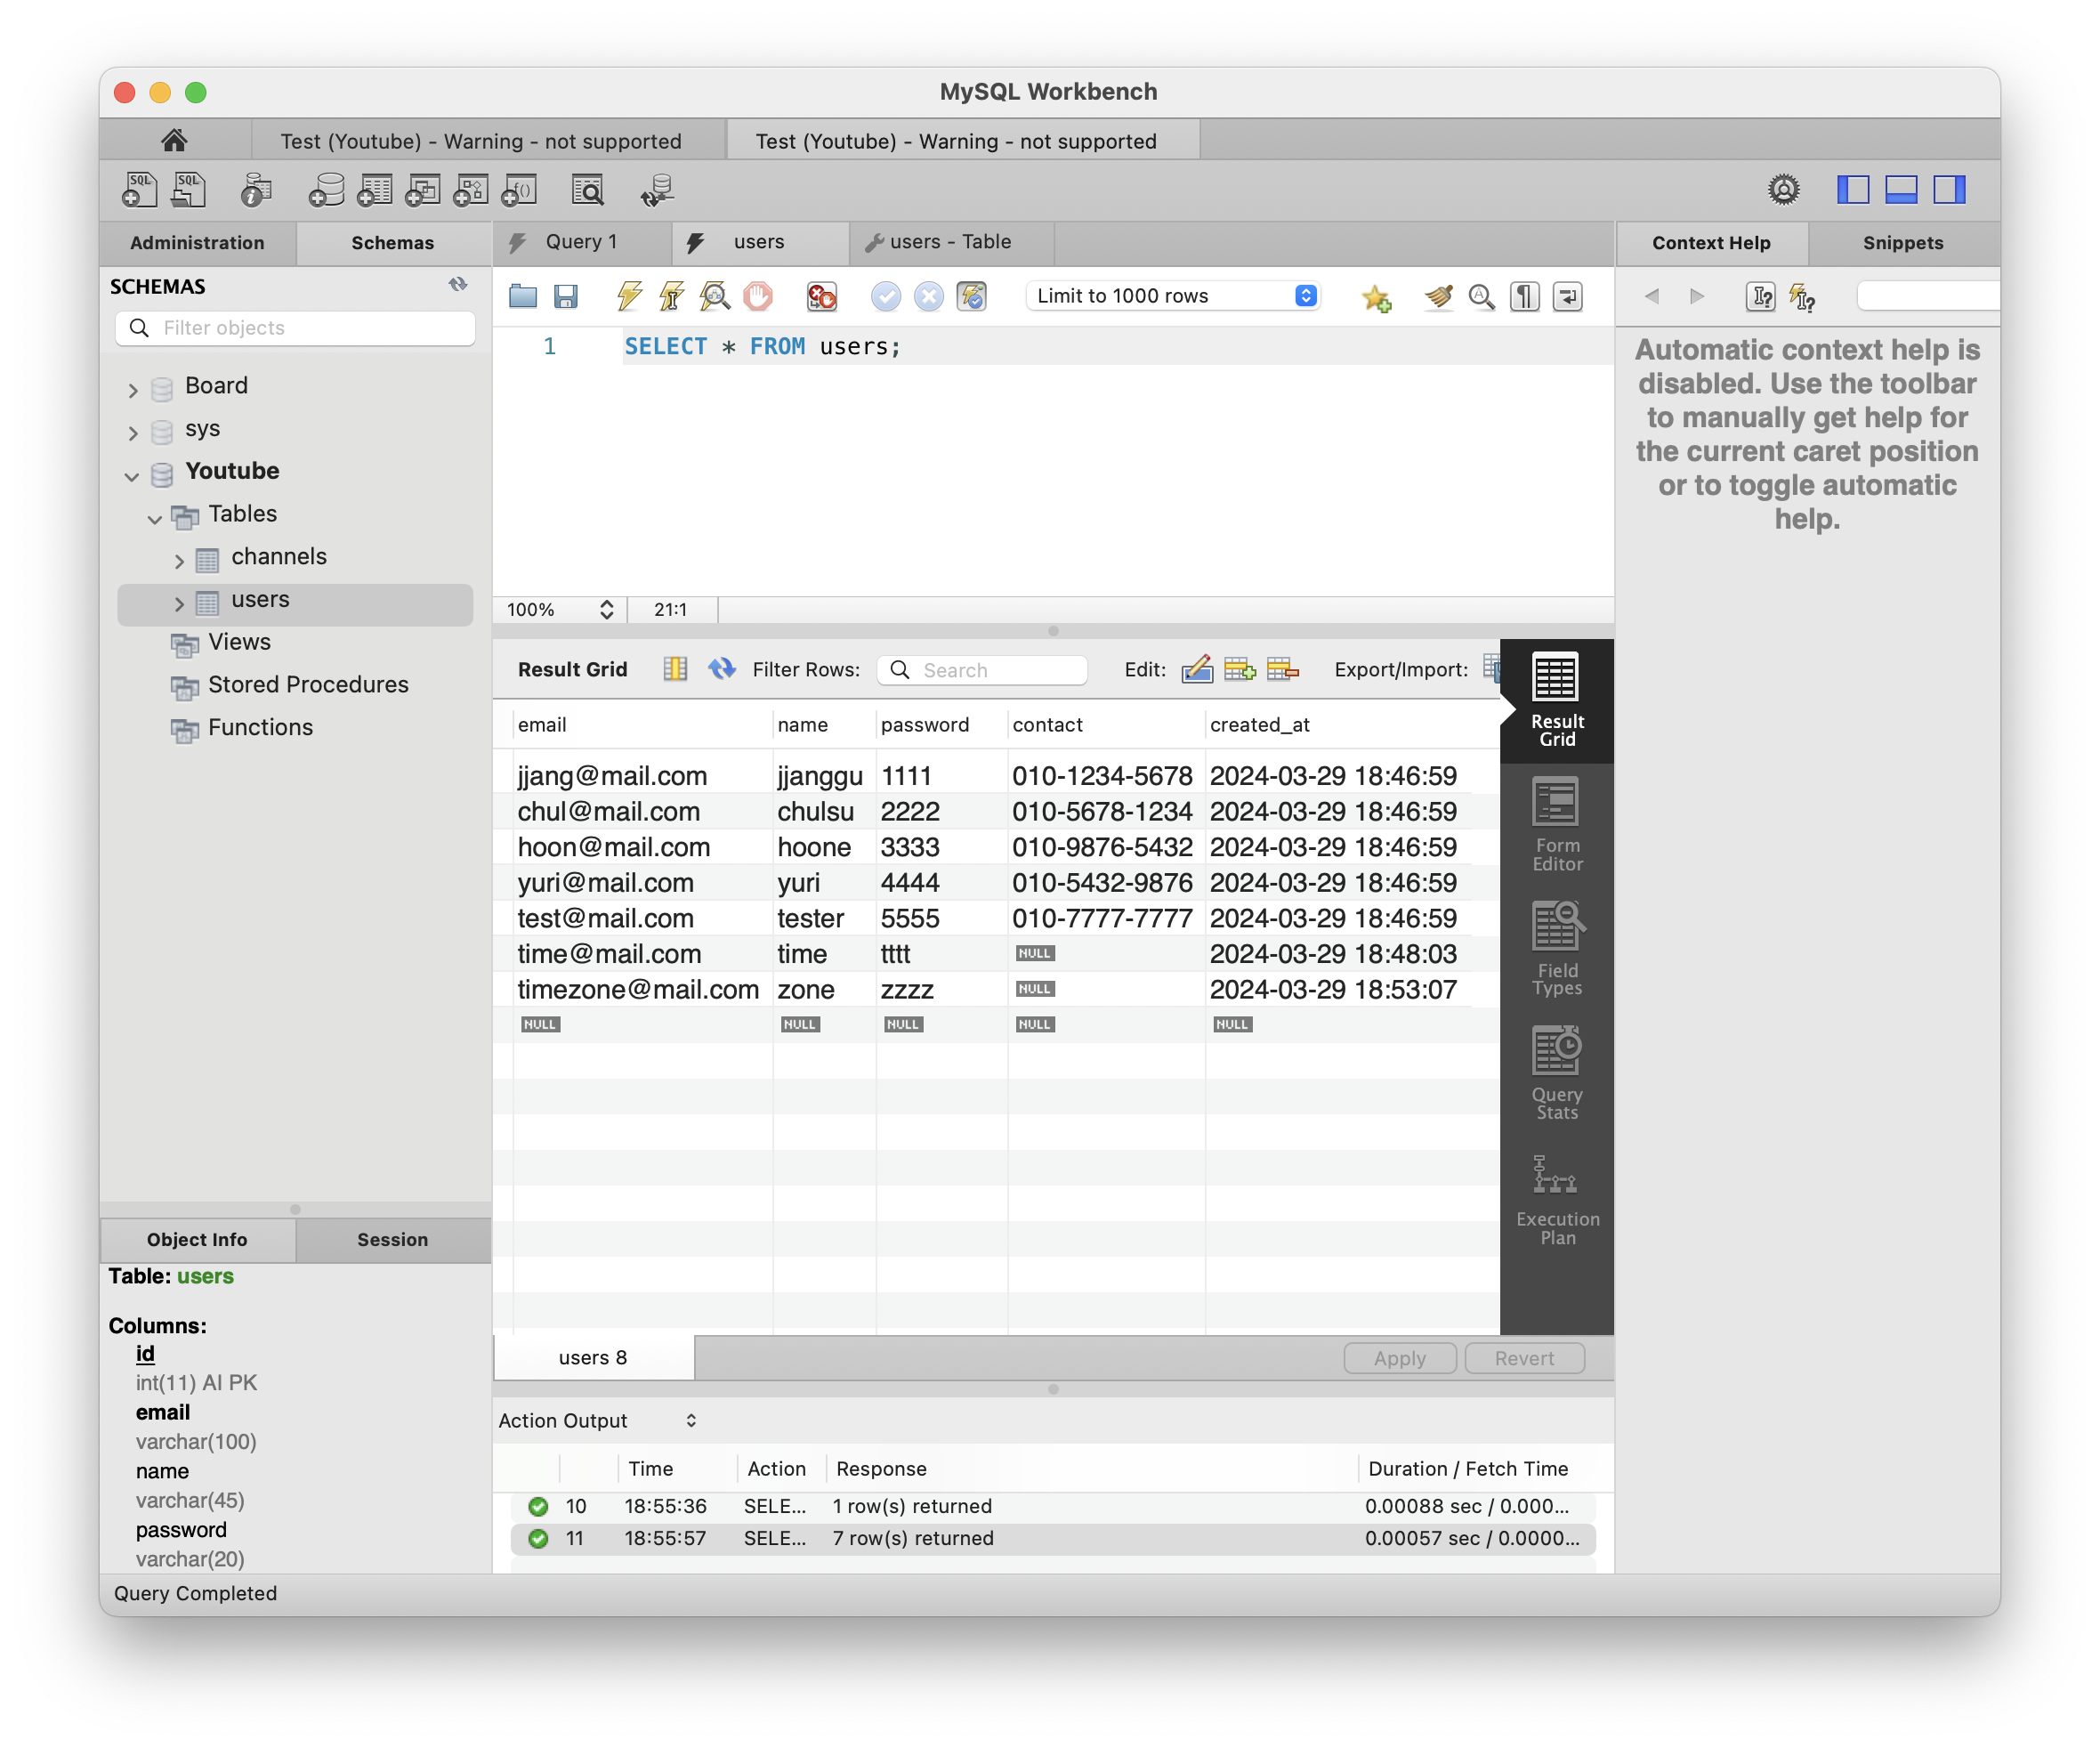 MySQL Workbench
Test (Youtube) - Warning - not supported
Test (Youtube) - Warning - not supported
Administration
Schemas
SCHEMAS
Filter objects
Board
sys
Youtube
Tables
channels
users
Views
Stored Procedures
Functions
Object Info
Session
Table: users
Columns:
id
int(11) AI PK
email
varchar(100)
name
varchar(45)
password
varchar(20)
Query 1
users
users - Table
Limit to 1000 rows
1 SELECT * FROM users;
100% 21:1
Result Grid Filter Rows: Search Edit: Export/Import:
email name password contact created_at
jjang@mail.com jjanggu 1111 010-1234-5678 2024-03-29 18:46:59
chul@mail.com chulsu 2222 010-5678-1234 2024-03-29 18:46:59
hoon@mail.com hoone 3333 010-9876-5432 2024-03-29 18:46:59
yuri@mail.com yuri 4444 010-5432-9876 2024-03-29 18:46:59
test@mail.com tester 5555 010-7777-7777 2024-03-29 18:46:59
time@mail.com time tttt NULL 2024-03-29 18:48:03
timezone@mail.com zone zzzz NULL 2024-03-29 18:53:07
NULL NULL NULL NULL NULL
Result
Grid
Form
Editor
Field
Types
Query
Stats
Execution
Plan
users 8
Apply
Revert
Action Output
Time Action Response Duration / Fetch Time
10 18:55:36 SELE... 1 row(s) returned 0.00088 sec / 0.000...
11 18:55:57 SELE... 7 row(s) returned 0.00057 sec / 0.0000...
Context Help
Snippets
Automatic context help is
disabled. Use the toolbar
to manually get help for
the current caret position
or to toggle automatic
help.
Query Completed